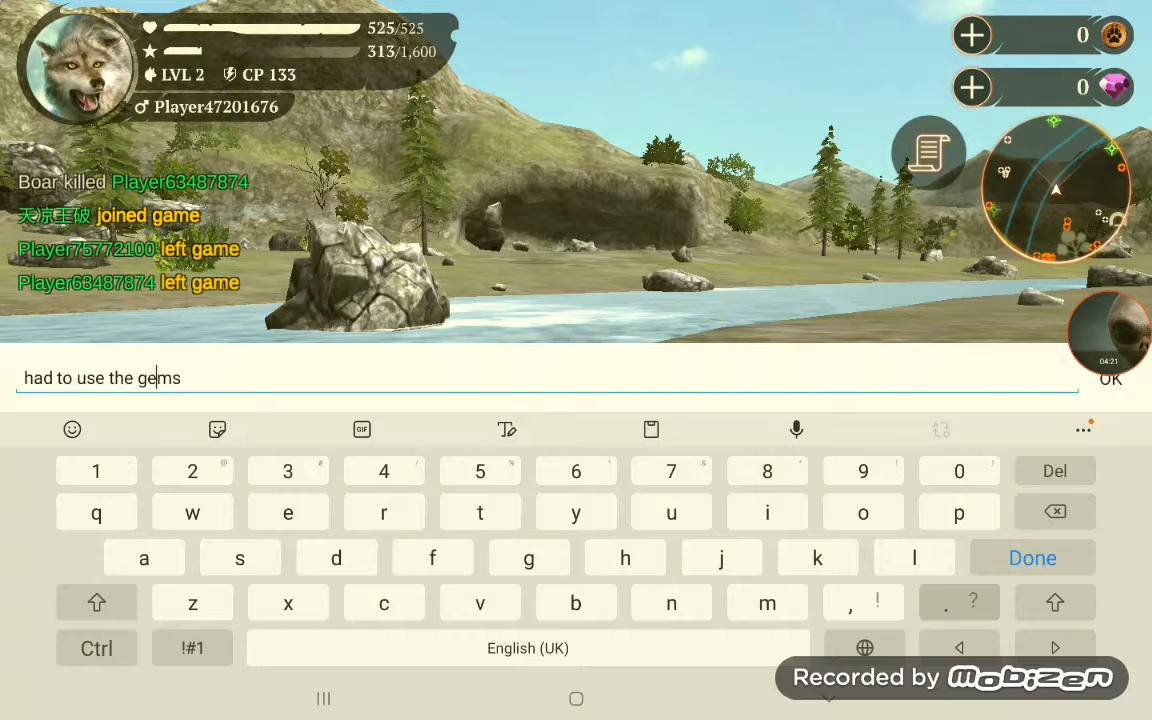 525/525
313/1,600
LVL 2 CP 133
Player47201676
0
0
Boar killed Player63487874
天凉王破 joined game
Player75772100 left game
Player63487874 left game
04:21
had to use the gems
OK
GIF
1 2 3 4 5 6 7 8 9 0 Del
q w e r t y u i o p
a s d f g h j k l Done
z x c v b n m , ! . ?
Ctrl !#1 English (UK)
Recorded by MOBIZEN